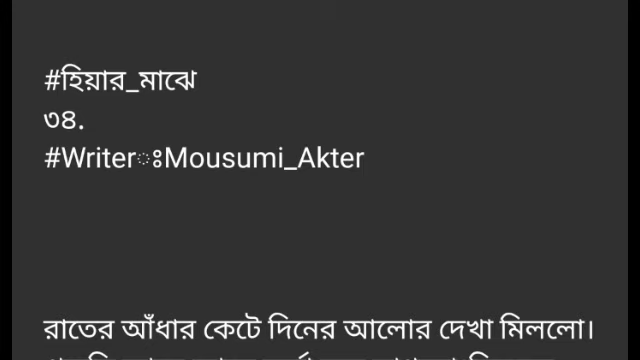 #হিয়ার_মাঝে
৩৪.
#Writerঃ‌Mousumi_Akter
রাতের আঁধার কেটে দিনের আলোর দেখা মিললো।